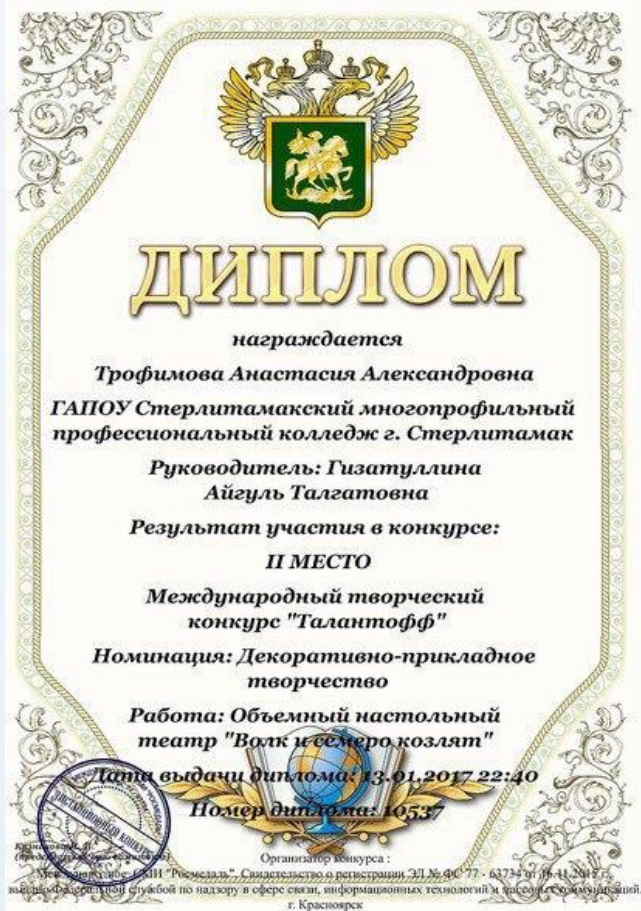 ДИПЛОМ
награждается
Трофимова Анастасия Александровна
ГАПОУ Стерлитамакский многопрофильный
профессиональный колледж г. Стерлитамак
Руководитель: Гизатуллина
Айгуль Талгатовна
Результат участия в конкурсе:
II МЕСТО
Международный творческий
конкурс "Талантофф"
Номинация: Декоративно-прикладное
творчество
Работа: Объемный настольный
театр "Волк и семеро козлят"
Дата выдачи диплома: 13.01.2017 22:40
Номер диплома: 10537
Организатор конкурса :
СМИ "Росмедаль". Свидетельство о регистрации ЭЛ № ФС 77 - 63734 от
Федеральной службой по надзору в сфере связи, информационных технологий и массовых коммуникаций.
г. Красноярск